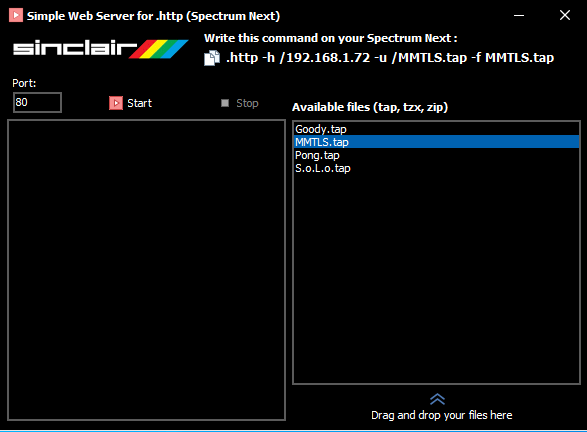 Simple Web Server for .http (Spectrum Next)
sinclair
Write this command on your Spectrum Next :
.http -h /192.168.1.72 -u /MMTLS.tap -f MMTLS.tap
Port:
80
Start
Stop
Available files (tap, tzx, zip)
Goody.tap
MMTLS.tap
Pong.tap
S.o.L.o.tap
Drag and drop your files here